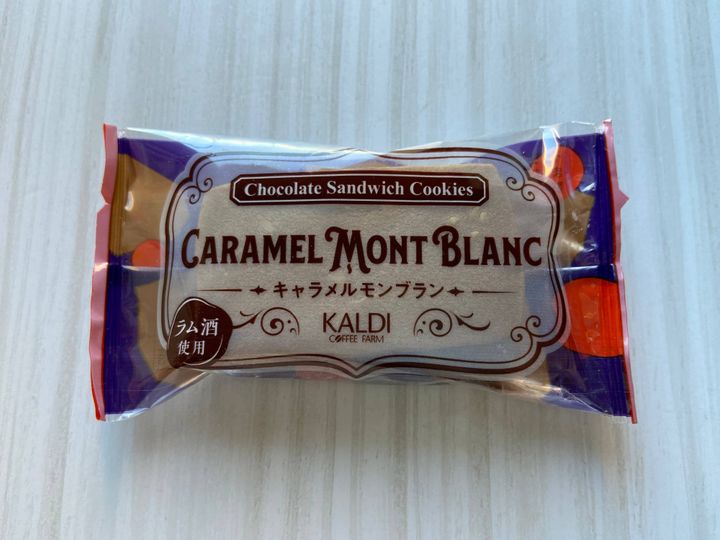 Chocolate Sandwich Cookies
CARAMEL MONT BLANC
キャラメルモンブラン
ラム酒
使用
KALDI
COFFEE FARM